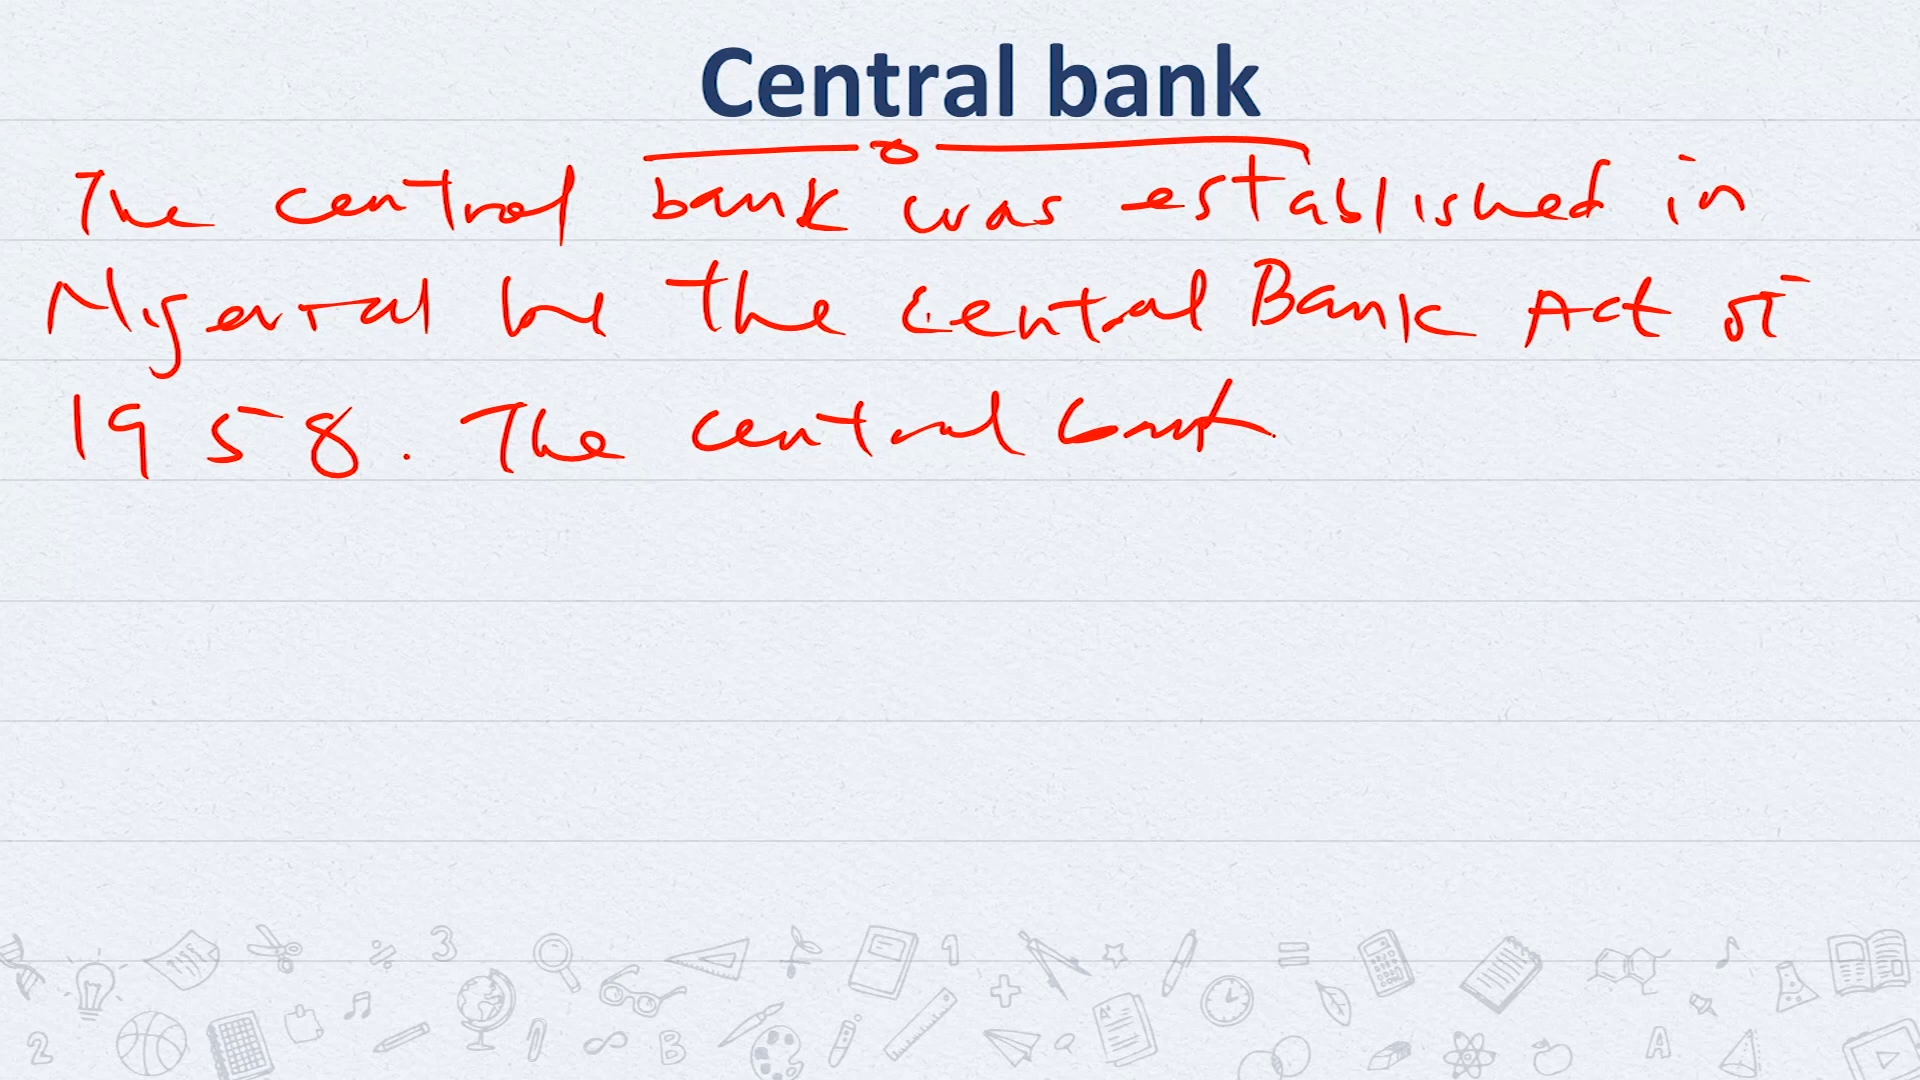 Central bank
The central bank was established in
Nigeria by the Central Bank Act of
1958. The central bank